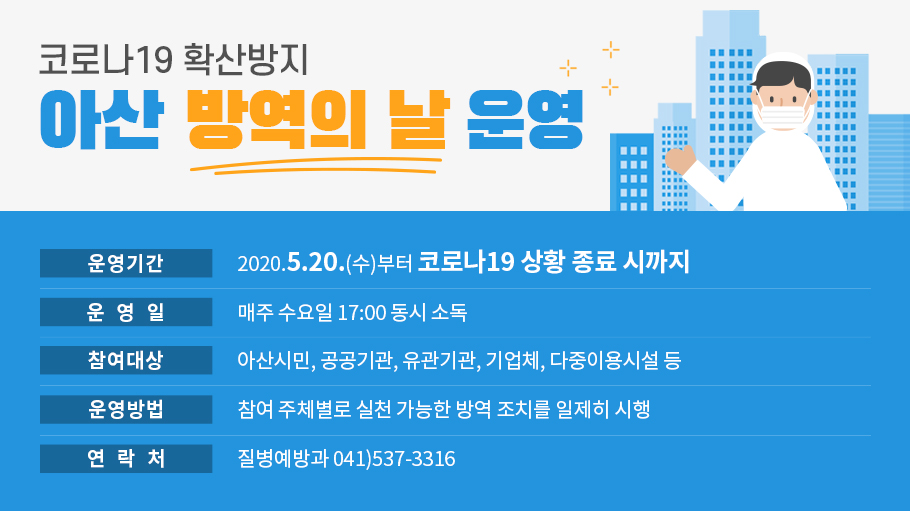 코로나19 확산방지
아산 방역의 날 운영
운영기간 2020.5.20.(수)부터 코로나19 상황 종료 시까지
운 영 일 매주 수요일 17:00 동시 소독
참여대상 아산시민, 공공기관, 유관기관, 기업체, 다중이용시설 등
운영방법 참여 주체별로 실천 가능한 방역 조치를 일제히 시행
연 락 처 질병예방과 041)537-3316